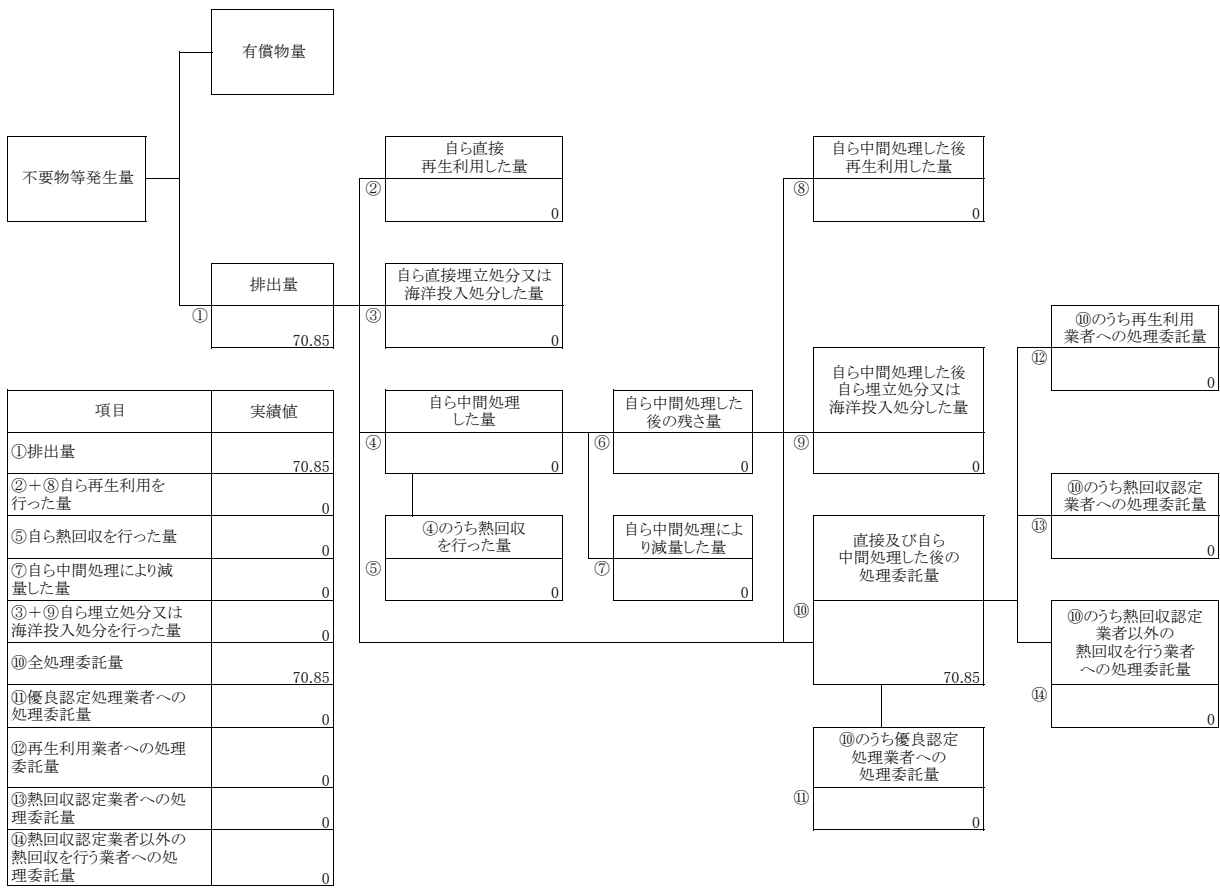 有償物量
不要物等発生量
排出量
①
70.85
自ら直接
再生利用した量
②
0
自ら直接埋立処分又は
海洋投入処分した量
③
0
自ら中間処理
した量
④
0
④のうち熱回収
を行った量
⑤
0
自ら中間処理した
後の残さ量
⑥
0
自ら中間処理によ
り減量した量
⑦
0
自ら中間処理した後
再生利用した量
⑧
0
自ら中間処理した後
自ら埋立処分又は
海洋投入処分した量
⑨
0
直接及び自ら
中間処理した後の
処理委託量
⑩
70.85
⑩のうち優良認定
処理業者への
処理委託量
⑪
0
⑩のうち再生利用
業者への処理委託量
⑫
0
⑩のうち熱回収認定
業者への処理委託量
⑬
0
⑩のうち熱回収認定
業者以外の
熱回収を行う業者
への処理委託量
⑭
0
項目 実績値
①排出量
70.85
②＋⑧自ら再生利用を
行った量
0
⑤自ら熱回収を行った量
0
⑦自ら中間処理により減
量した量
0
③＋⑨自ら埋立処分又は
海洋投入処分を行った量
0
⑩全処理委託量
70.85
⑪優良認定処理業者への
処理委託量
0
⑫再生利用業者への処理
委託量
0
⑬熱回収認定業者への処
理委託量
0
⑭熱回収認定業者以外の
熱回収を行う業者への処
理委託量
0